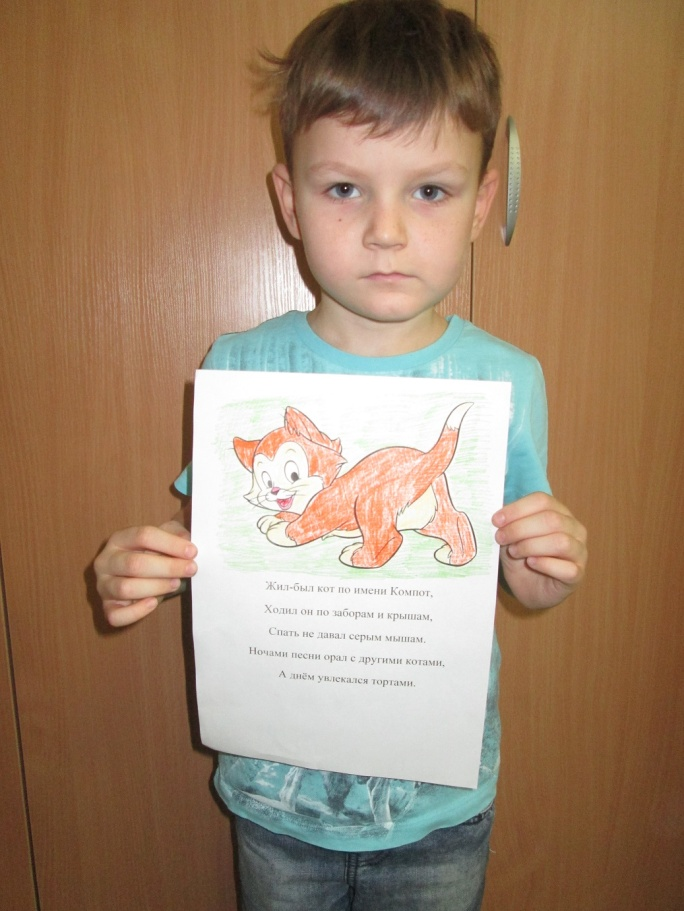 Жил-был кот по имени Компот,
Ходил он по заборам и крышам,
Спать не давал серым мышам.
Ночами песни орал с другими котами,
А днём увлекался тортами.